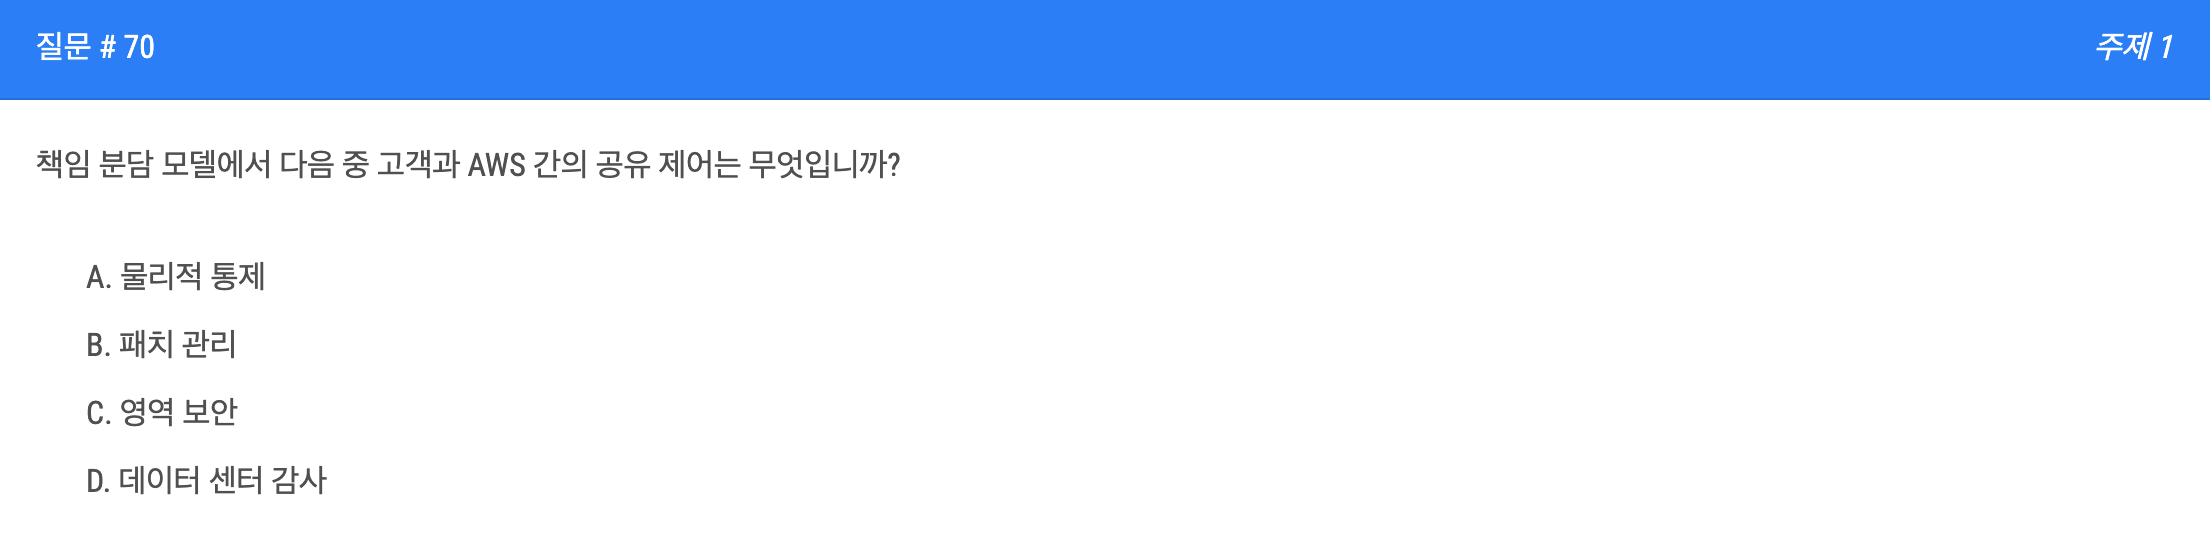 질문 # 70
주제 1
책임 분담 모델에서 다음 중 고객과 AWS 간의 공유 제어는 무엇입니까?
A. 물리적 통제
B. 패치 관리
C. 영역 보안
D. 데이터 센터 감사